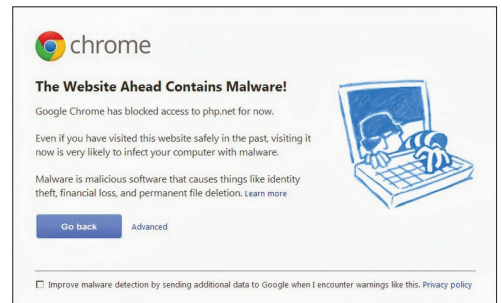 chrome
The Website Ahead Contains Malware!
Google Chrome has blocked access to php.net for now.
Even if you have visited this website safely in the past, visiting it
now is very likely to infect your computer with malware.
Malware is malicious software that causes things like identity
theft, financial loss, and permanent file deletion. Learn more
Go back Advanced
Improve malware detection by sending additional data to Google when I encounter warnings like this. Privacy policy